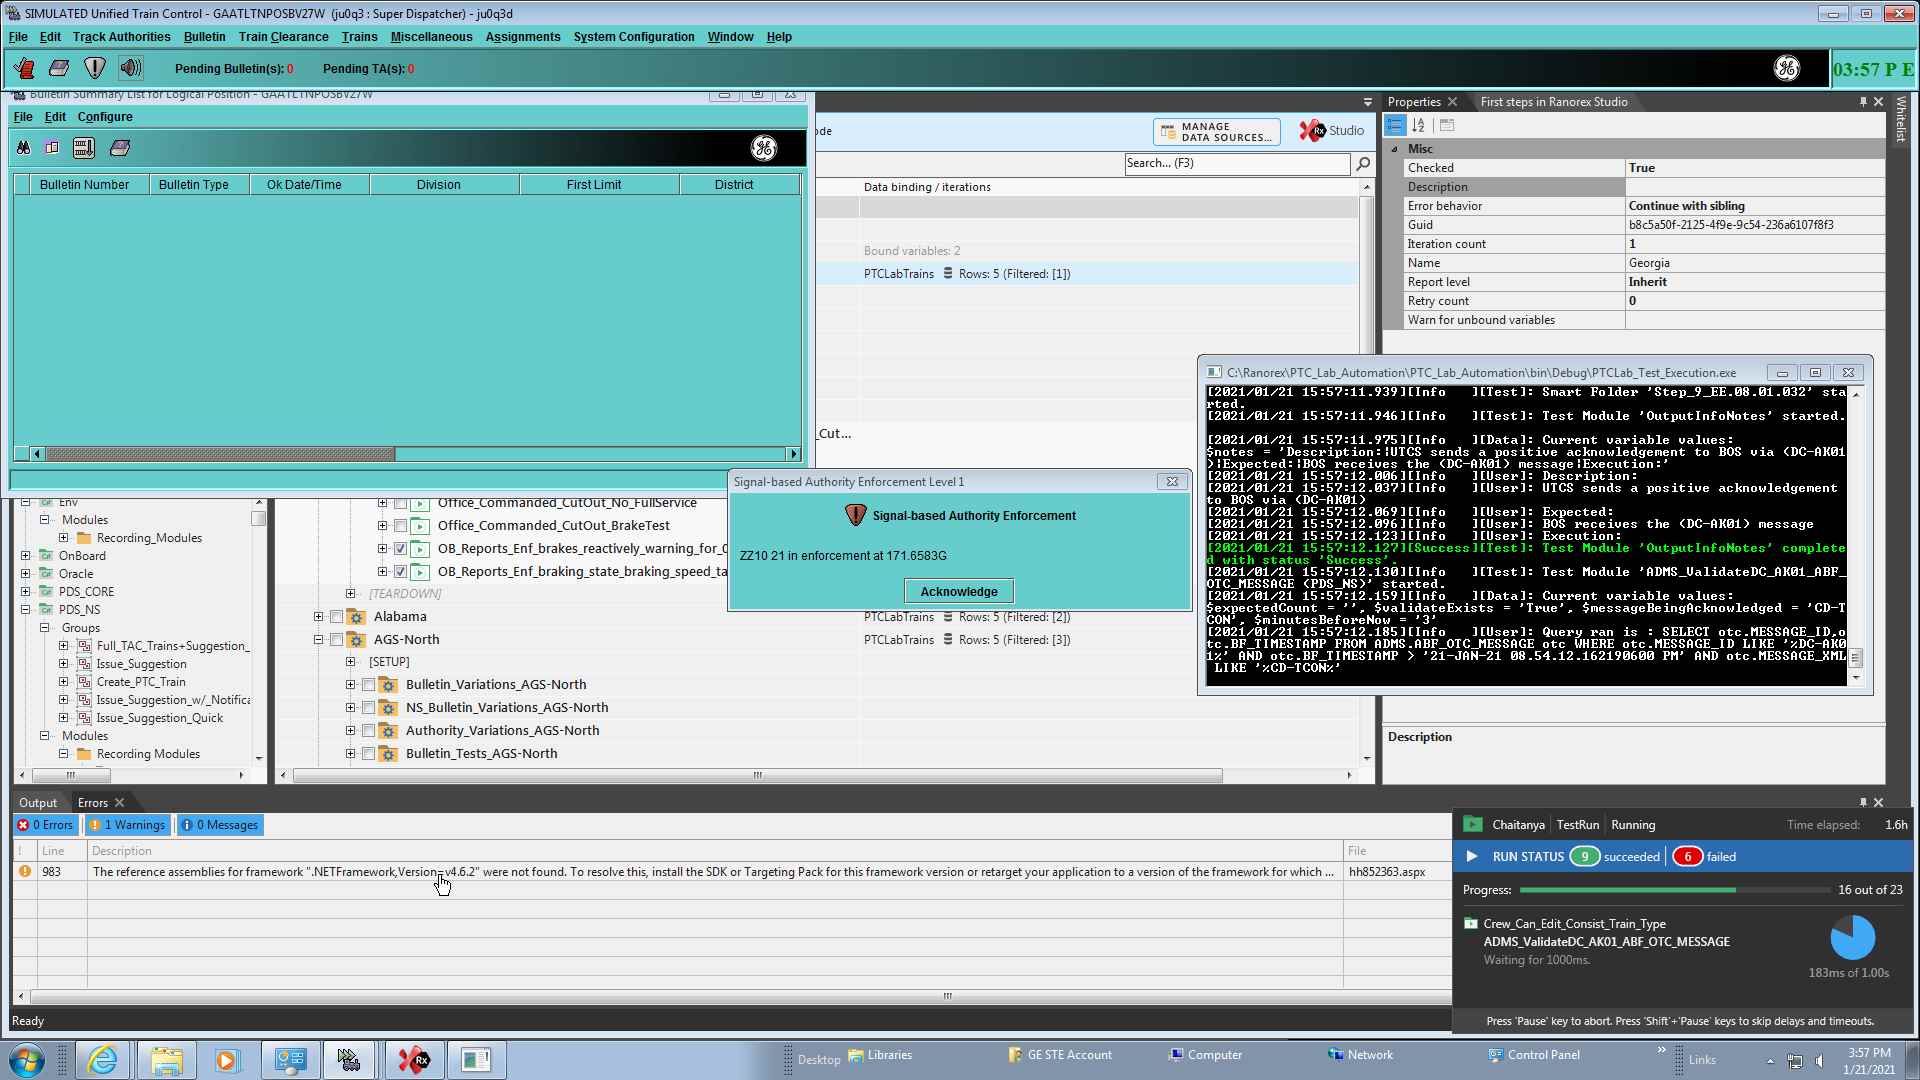 SIMULATED Unified Train Control - GAATLTNPOSBV27W  (ju0q3 : Super Dispatcher) - ju0q3d
File Edit Track Authorities Bulletin Train Clearance Trains Miscellaneous Assignments System Configuration Window Help
Pending Bulletin(s): 0 Pending TA(s): 0
03:57 P E
Bulletin Summary List for Logical Position - GAATLTNPOSBV27W
File Edit Configure
Bulletin Number Bulletin Type Ok Date/Time Division First Limit District
MANAGE
DATA SOURCES...
Studio
Search... (F3)
Data binding / iterations
Bound variables: 2
PTCLabTrains Rows: 5 (Filtered: [1])
_Cut...
Properties First steps in Ranorex Studio
Whitelist
Misc
Checked True
Description
Error behavior Continue with sibling
Guid b8c5a50f-2125-4f9e-9c54-236a6107f8f3
Iteration count 1
Name Georgia
Report level Inherit
Retry count 0
Warn for unbound variables
C:\Ranorex\PTC_Lab_Automation\PTC_Lab_Automation\bin\Debug\PTCLab_Test_Execution.exe
[2021/01/21 15:57:11.939][Info   ][Test]: Smart Folder 'Step_9_EE.08.01.032' sta
rted.
[2021/01/21 15:57:11.946][Info   ][Test]: Test Module 'OutputInfoNotes' started.
[2021/01/21 15:57:11.975][Info   ][Data]: Current variable values:
$notes = 'Description:|UTCS sends a positive acknowledgement to BOS via (DC-AK01
)|Expected:|BOS receives the (DC-AK01) message|Execution:'
[2021/01/21 15:57:12.006][Info   ][User]: Description:
[2021/01/21 15:57:12.037][Info   ][User]: UTCS sends a positive acknowledgement
to BOS via (DC-AK01)
[2021/01/21 15:57:12.069][Info   ][User]: Expected:
[2021/01/21 15:57:12.096][Info   ][User]: BOS receives the (DC-AK01) message
[2021/01/21 15:57:12.123][Info   ][User]: Execution:
[2021/01/21 15:57:12.127][Success][Test]: Test Module 'OutputInfoNotes' complete
d with status 'Success'.
[2021/01/21 15:57:12.130][Info   ][Test]: Test Module 'ADMS_ValidateDC_AK01_ABF_
OTC_MESSAGE (PDS_NS)' started.
[2021/01/21 15:57:12.159][Info   ][Data]: Current variable values:
$expectedCount = '', $validateExists = 'True', $messageBeingAcknowledged = 'CD-T
CON', $minutesBeforeNow = '3'
[2021/01/21 15:57:12.185][Info   ][User]: Query ran is : SELECT otc.MESSAGE_ID,o
tc.BF_TIMESTAMP FROM ADMS.ABF_OTC_MESSAGE otc WHERE otc.MESSAGE_ID LIKE '%DC-AK0
1%' AND otc.BF_TIMESTAMP > '21-JAN-21 08.54.12.162190600 PM' AND otc.MESSAGE_XML
LIKE '%CD-TCON%'
Signal-based Authority Enforcement Level 1
Signal-based Authority Enforcement
ZZ10 21 in enforcement at 171.6583G
Acknowledge
Env
Modules
Recording_Modules
OnBoard
Oracle
PDS_CORE
PDS_NS
Groups
Full_TAC_Trains+Suggestion_
Issue_Suggestion
Create_PTC_Train
Issue_Suggestion_w/_Notifica
Issue_Suggestion_Quick
Modules
Recording Modules
Office_Commanded_CutOut_No_FullService
Office_Commanded_CutOut_BrakeTest
OB_Reports_Enf_brakes_reactively_warning_for_0
OB_Reports_Enf_braking_state_braking_speed_ta
[TEARDOWN]
Alabama PTCLabTrains Rows: 5 (Filtered: [2])
AGS-North PTCLabTrains Rows: 5 (Filtered: [3])
[SETUP]
Bulletin_Variations_AGS-North
NS_Bulletin_Variations_AGS-North
Authority_Variations_AGS-North
Bulletin_Tests_AGS-North
Description
Output Errors
0 Errors 1 Warnings 0 Messages
! Line Description File
983 The reference assemblies for framework ".NETFramework,Version=v4.6.2" were not found. To resolve this, install the SDK or Targeting Pack for this framework version or retarget your application to a version of the framework for which ... hh852363.aspx
Chaitanya TestRun Running Time elapsed: 1.6h
RUN STATUS 9 succeeded 6 failed
Progress: 16 out of 23
Crew_Can_Edit_Consist_Train_Type
ADMS_ValidateDC_AK01_ABF_OTC_MESSAGE
Waiting for 1000ms.
183ms of 1.00s
Press 'Pause' key to abort. Press 'Shift'+'Pause' keys to skip delays and timeouts.
Ready
Desktop Libraries GE STE Account Computer Network Control Panel » Links
3:57 PM
1/21/2021